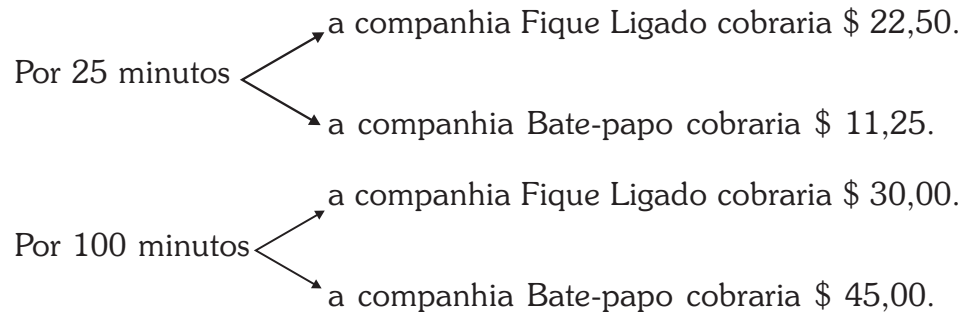 a companhia Fique Ligado cobraria $ 22,50.
Por 25 minutos
a companhia Bate-papo cobraria $ 11,25.
a companhia Fique Ligado cobraria $ 30,00.
Por 100 minutos
a companhia Bate-papo cobraria $ 45,00.